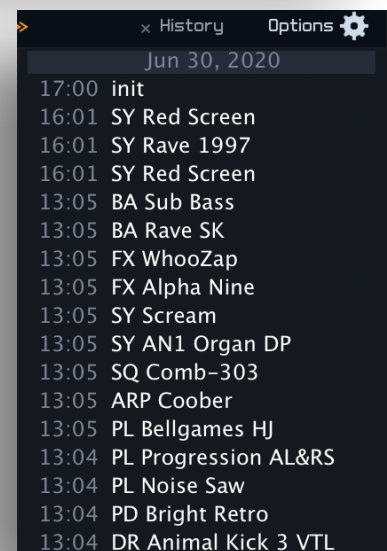 » × History Options
Jun 30, 2020
17:00 init
16:01 SY Red Screen
16:01 SY Rave 1997
16:01 SY Red Screen
13:05 BA Sub Bass
13:05 BA Rave SK
13:05 FX WhooZap
13:05 FX Alpha Nine
13:05 SY Scream
13:05 SY AN1 Organ DP
13:05 SQ Comb-303
13:05 ARP Coober
13:05 PL Bellgames HJ
13:04 PL Progression AL&RS
13:04 PL Noise Saw
13:04 PD Bright Retro
13:04 DR Animal Kick 3 VTL